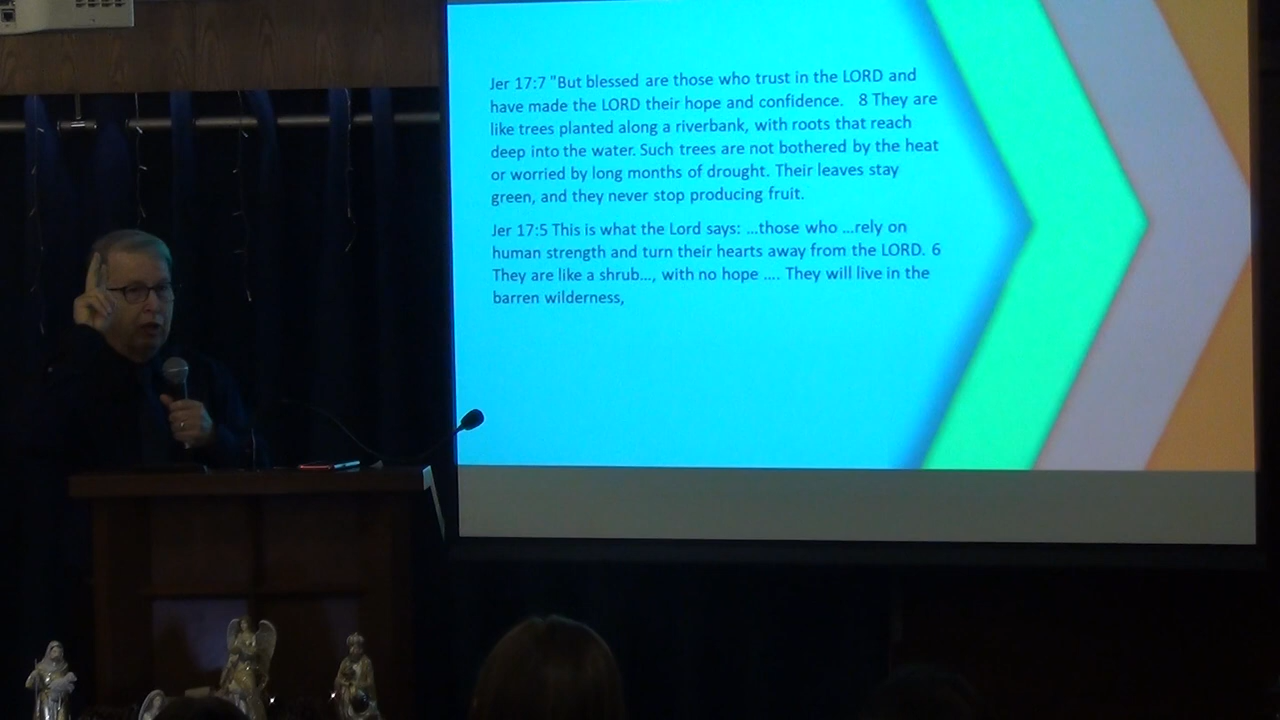 Jer 17:7 "But blessed are those who trust in the LORD and
have made the LORD their hope and confidence. 8 They are
like trees planted along a riverbank, with roots that reach
deep into the water. Such trees are not bothered by the heat
or worried by long months of drought. Their leaves stay
green, and they never stop producing fruit.
Jer 17:5 This is what the Lord says: ...those who ...rely on
human strength and turn their hearts away from the LORD. 6
They are like a shrub..., with no hope .... They will live in the
barren wilderness,